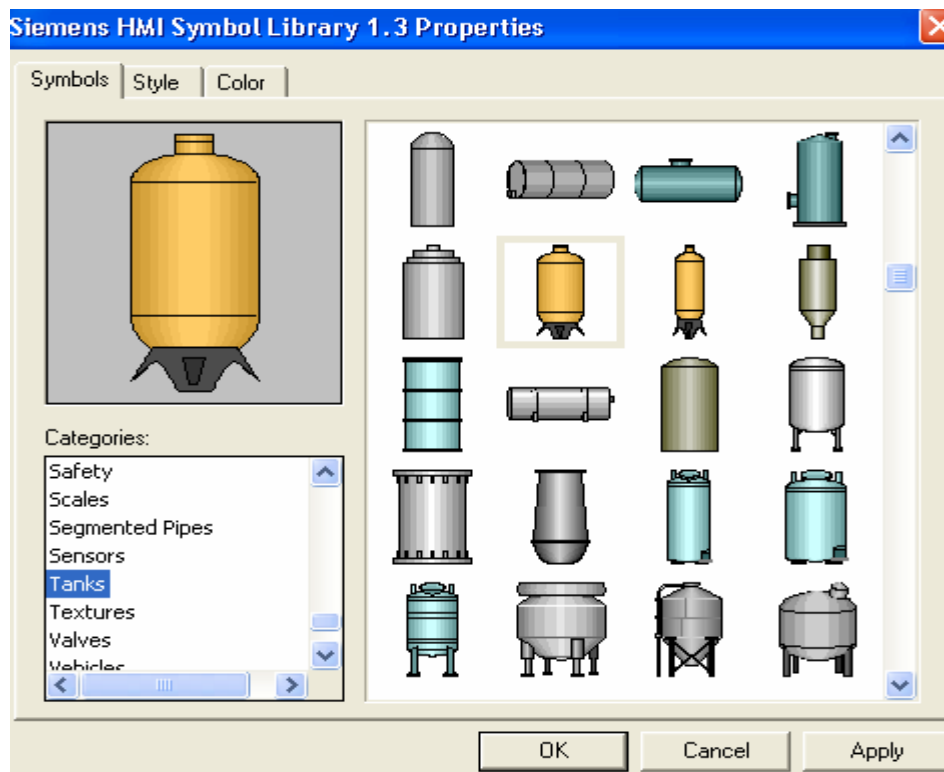 Siemens HMI Symbol Library 1.3 Properties
Symbols Style Color
Categories:
Safety
Scales
Segmented Pipes
Sensors
Tanks
Textures
Valves
Vehicles
OK Cancel Apply